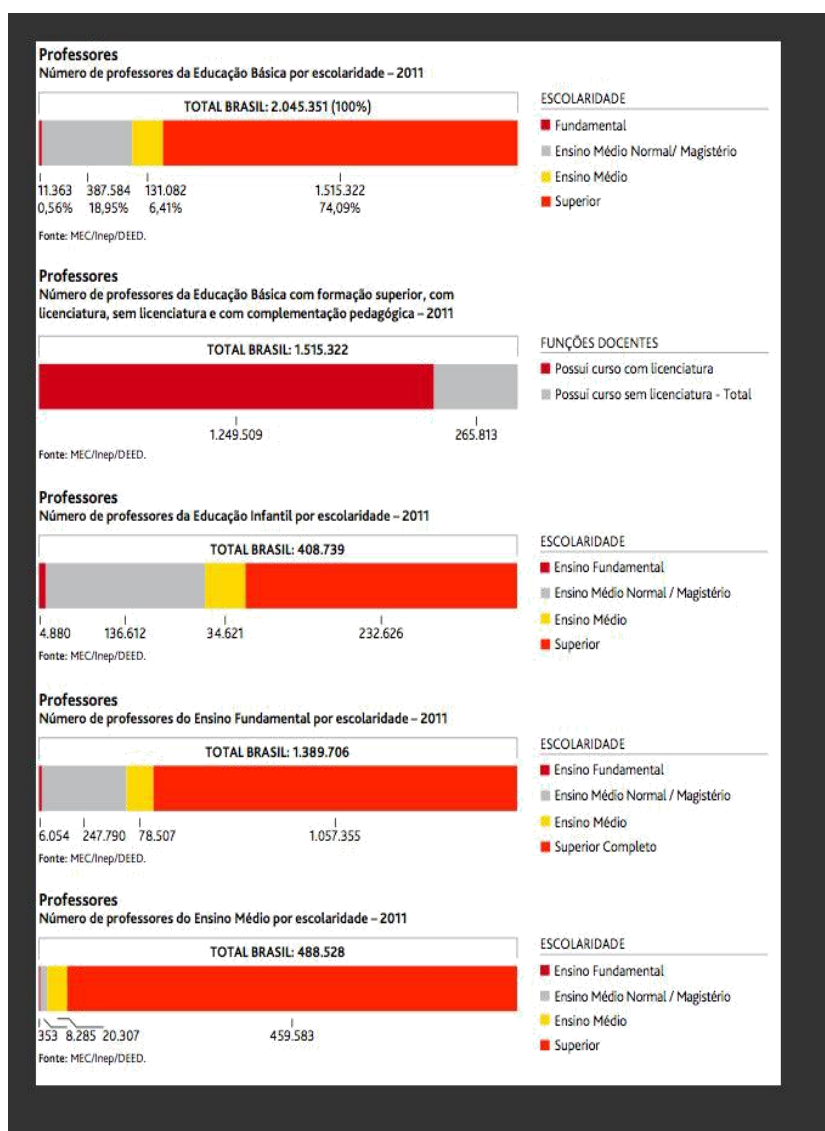 Professores
Número de professores da Educação Básica por escolaridade – 2011
TOTAL BRASIL: 2.045.351 (100%)
11.363 387.584 131.082 1.515.322
0,56% 18,95% 6,41% 74,09%
Fonte: MEC/Inep/DEED.
ESCOLARIDADE
Fundamental
Ensino Médio Normal/ Magistério
Ensino Médio
Superior
Professores
Número de professores da Educação Básica com formação superior, com
licenciatura, sem licenciatura e com complementação pedagógica – 2011
TOTAL BRASIL: 1.515.322
1.249.509 265.813
Fonte: MEC/Inep/DEED.
FUNÇÕES DOCENTES
Possui curso com licenciatura
Possui curso sem licenciatura - Total
Professores
Número de professores da Educação Infantil por escolaridade – 2011
TOTAL BRASIL: 408.739
4.880 136.612 34.621 232.626
Fonte: MEC/Inep/DEED.
ESCOLARIDADE
Ensino Fundamental
Ensino Médio Normal / Magistério
Ensino Médio
Superior
Professores
Número de professores do Ensino Fundamental por escolaridade – 2011
TOTAL BRASIL: 1.389.706
6.054 247.790 78.507 1.057.355
Fonte: MEC/Inep/DEED.
ESCOLARIDADE
Ensino Fundamental
Ensino Médio Normal / Magistério
Ensino Médio
Superior Completo
Professores
Número de professores do Ensino Médio por escolaridade – 2011
TOTAL BRASIL: 488.528
353 8.285 20.307 459.583
Fonte: MEC/Inep/DEED.
ESCOLARIDADE
Ensino Fundamental
Ensino Médio Normal / Magistério
Ensino Médio
Superior